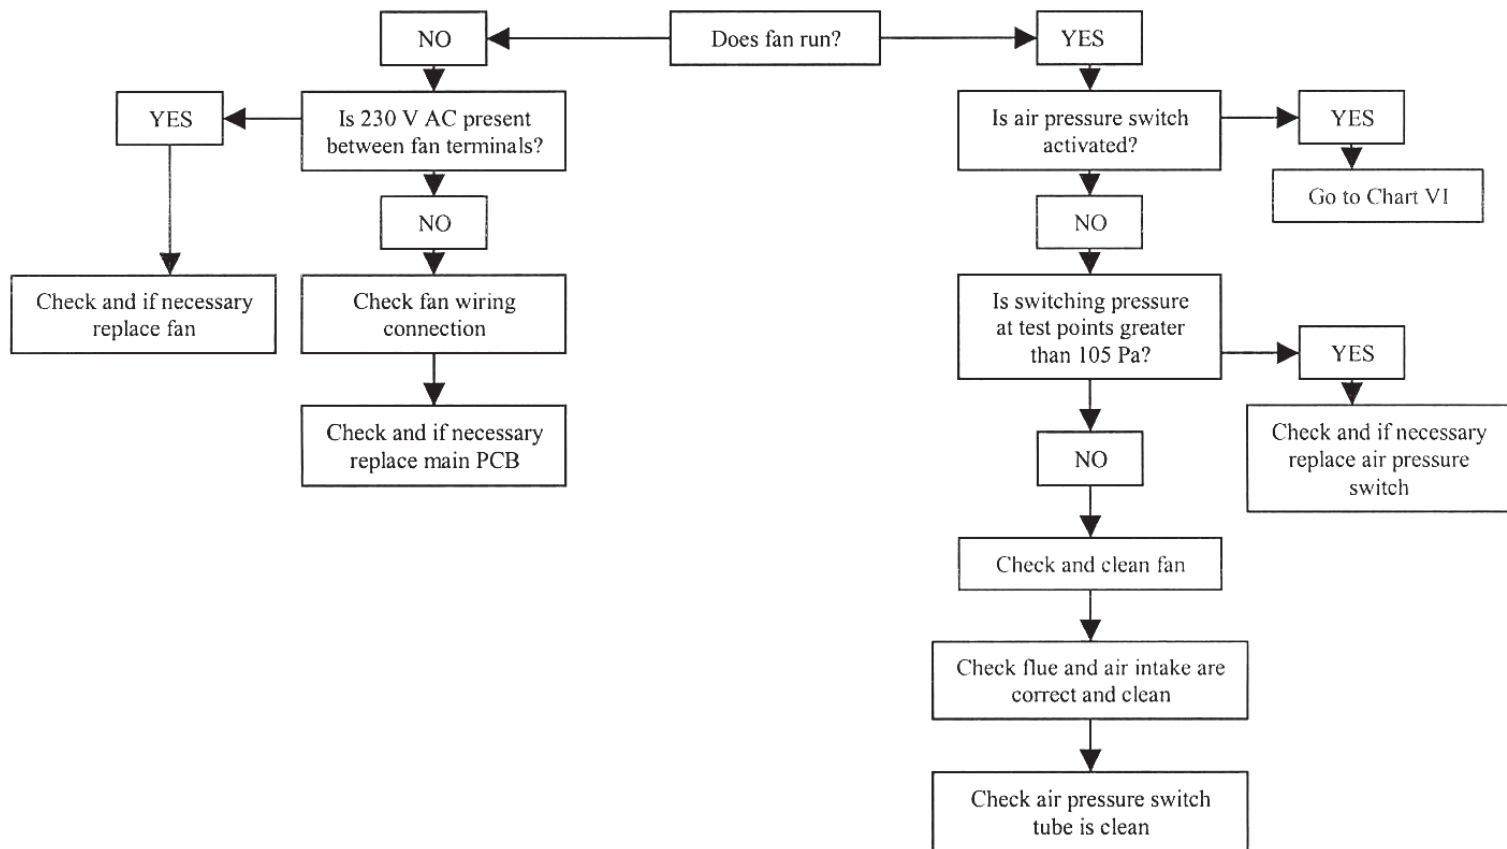 NO
Does fan run?
YES
YES
Is 230 V AC present
between fan terminals?
Is air pressure switch
activated?
YES
NO
NO
Go to Chart VI
Check and if necessary
replace fan
Check fan wiring
connection
Is switching pressure
at test points greater
than 105 Pa?
YES
Check and if necessary
replace main PCB
NO
Check and if necessary
replace air pressure
switch
Check and clean fan
Check flue and air intake are
correct and clean
Check air pressure switch
tube is clean